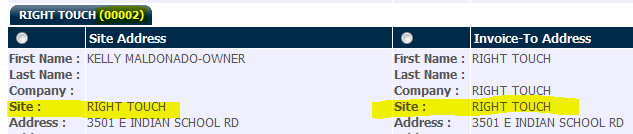 RIGHT TOUCH (00002)
Site Address Invoice-To Address
First Name : KELLY MALDONADO-OWNER First Name : RIGHT TOUCH
Last Name : Last Name :
Company : Company : RIGHT TOUCH
Site : RIGHT TOUCH Site : RIGHT TOUCH
Address : 3501 E INDIAN SCHOOL RD Address : 3501 E INDIAN SCHOOL RD